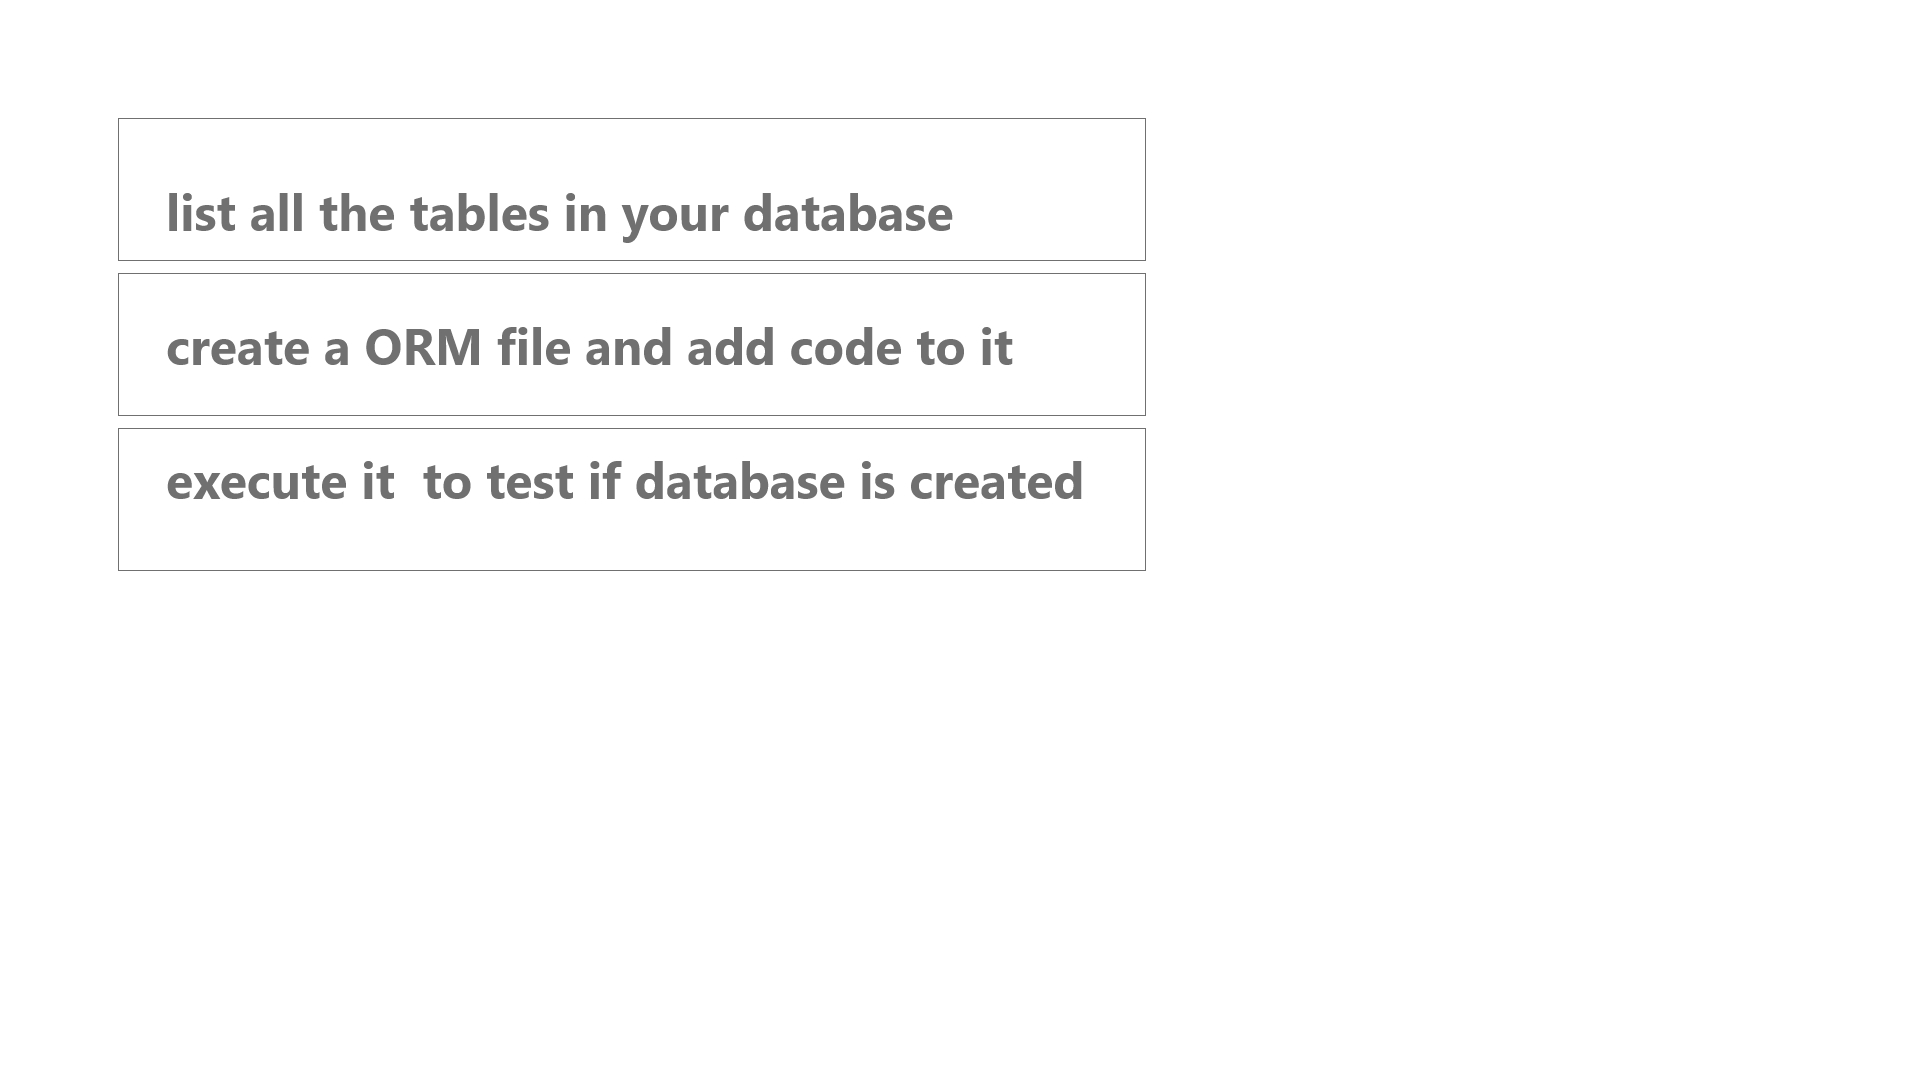 list all the tables in your database
create a ORM file and add code to it
execute it  to test if database is created